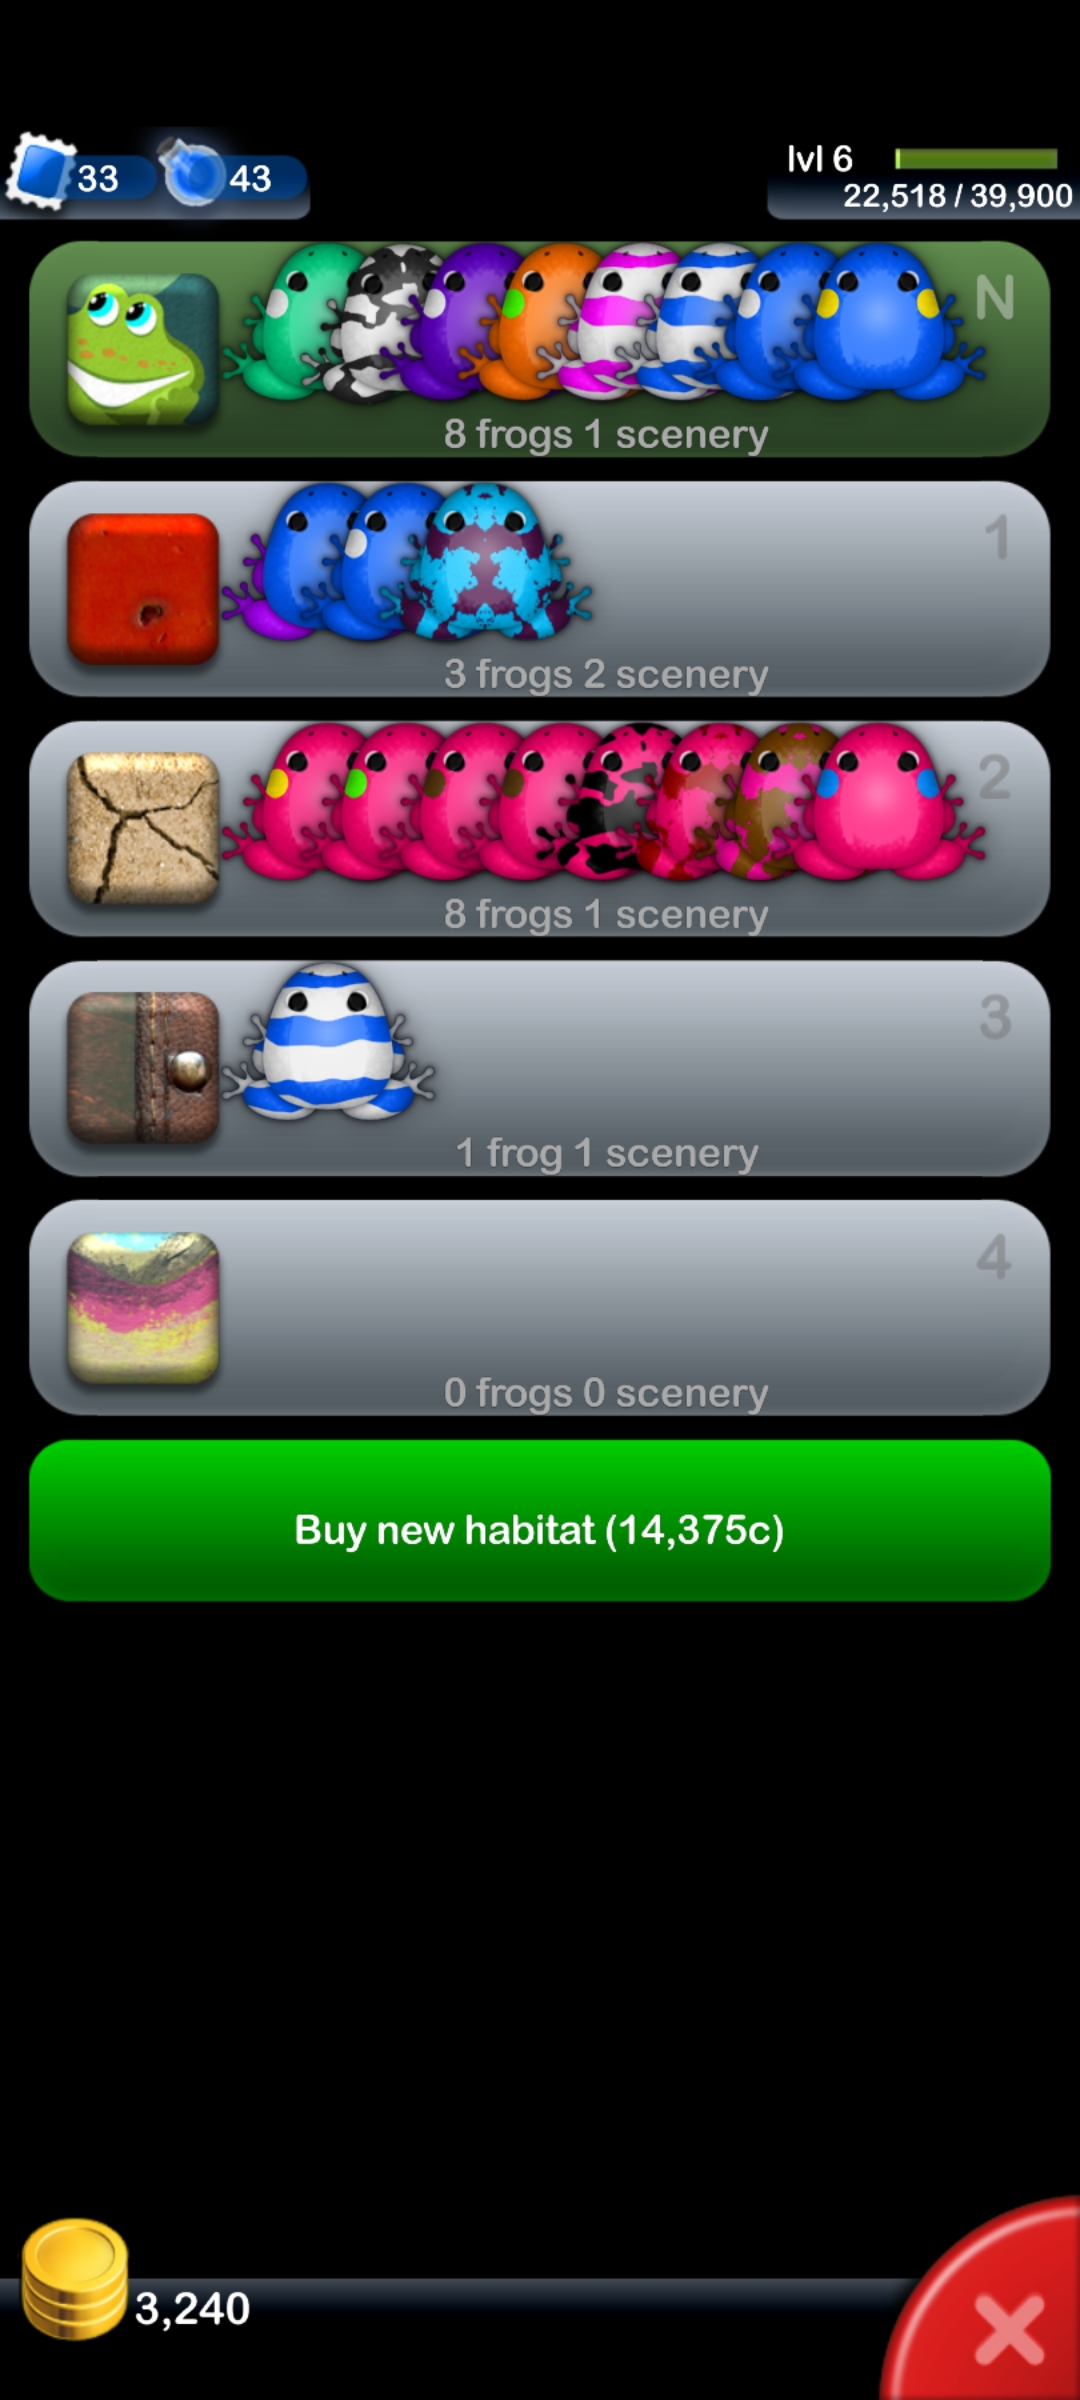 33 43 lvl 6
22,518 / 39,900
N
8 frogs 1 scenery
1
3 frogs 2 scenery
2
8 frogs 1 scenery
3
1 frog 1 scenery
4
0 frogs 0 scenery
Buy new habitat (14,375c)
3,240